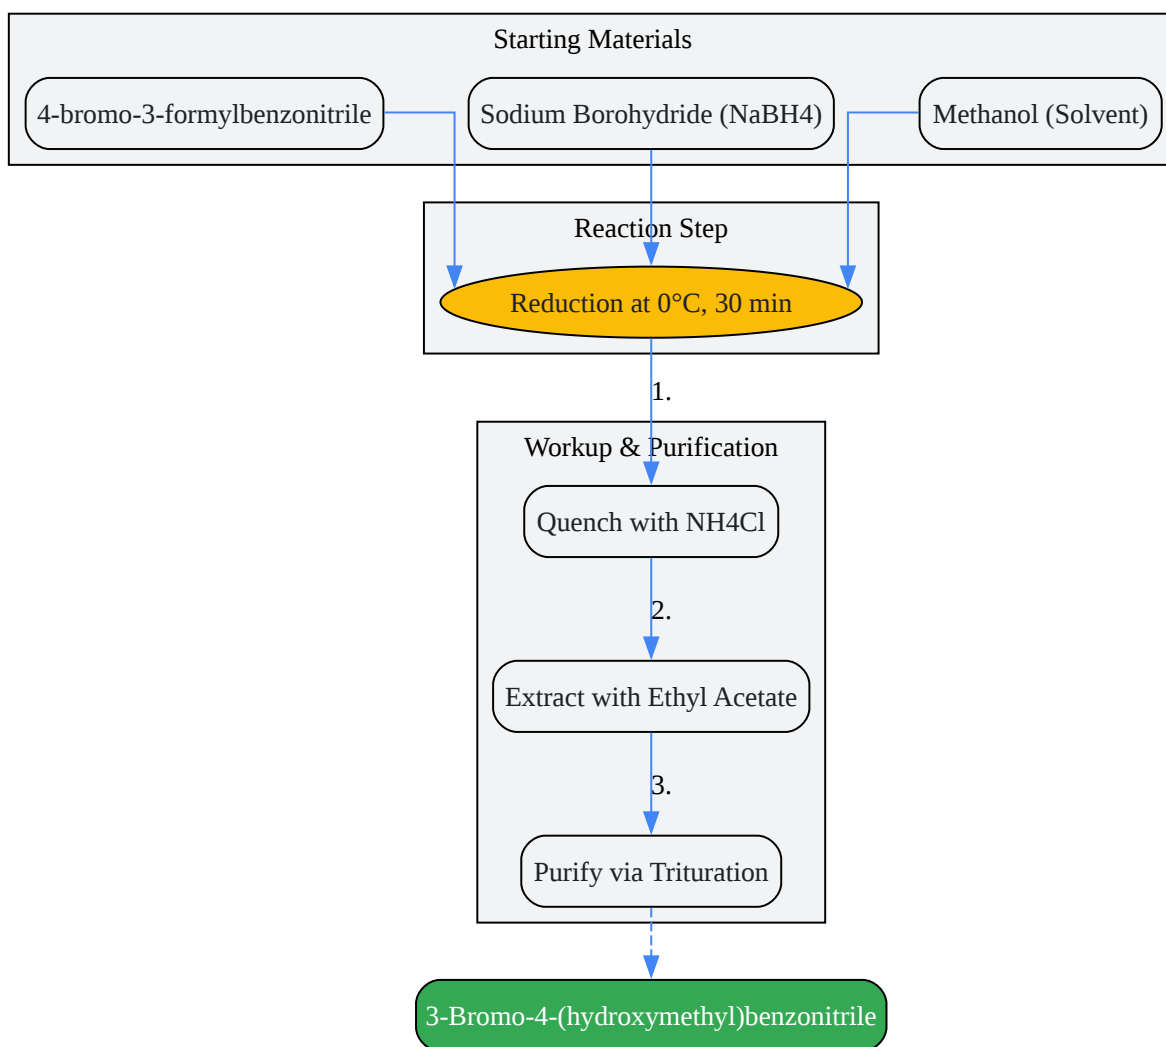 Starting Materials
4-bromo-3-formylbenzonitrile
Sodium Borohydride (NaBH4)
Methanol (Solvent)
Reaction Step
Reduction at 0°C, 30 min
1.
Workup & Purification
Quench with NH4Cl
2.
Extract with Ethyl Acetate
3.
Purify via Trituration
3-Bromo-4-(hydroxymethyl)benzonitrile